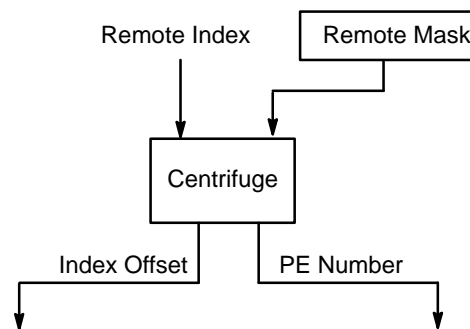 Remote Index
Remote Mask
Centrifuge
Index Offset
PE Number